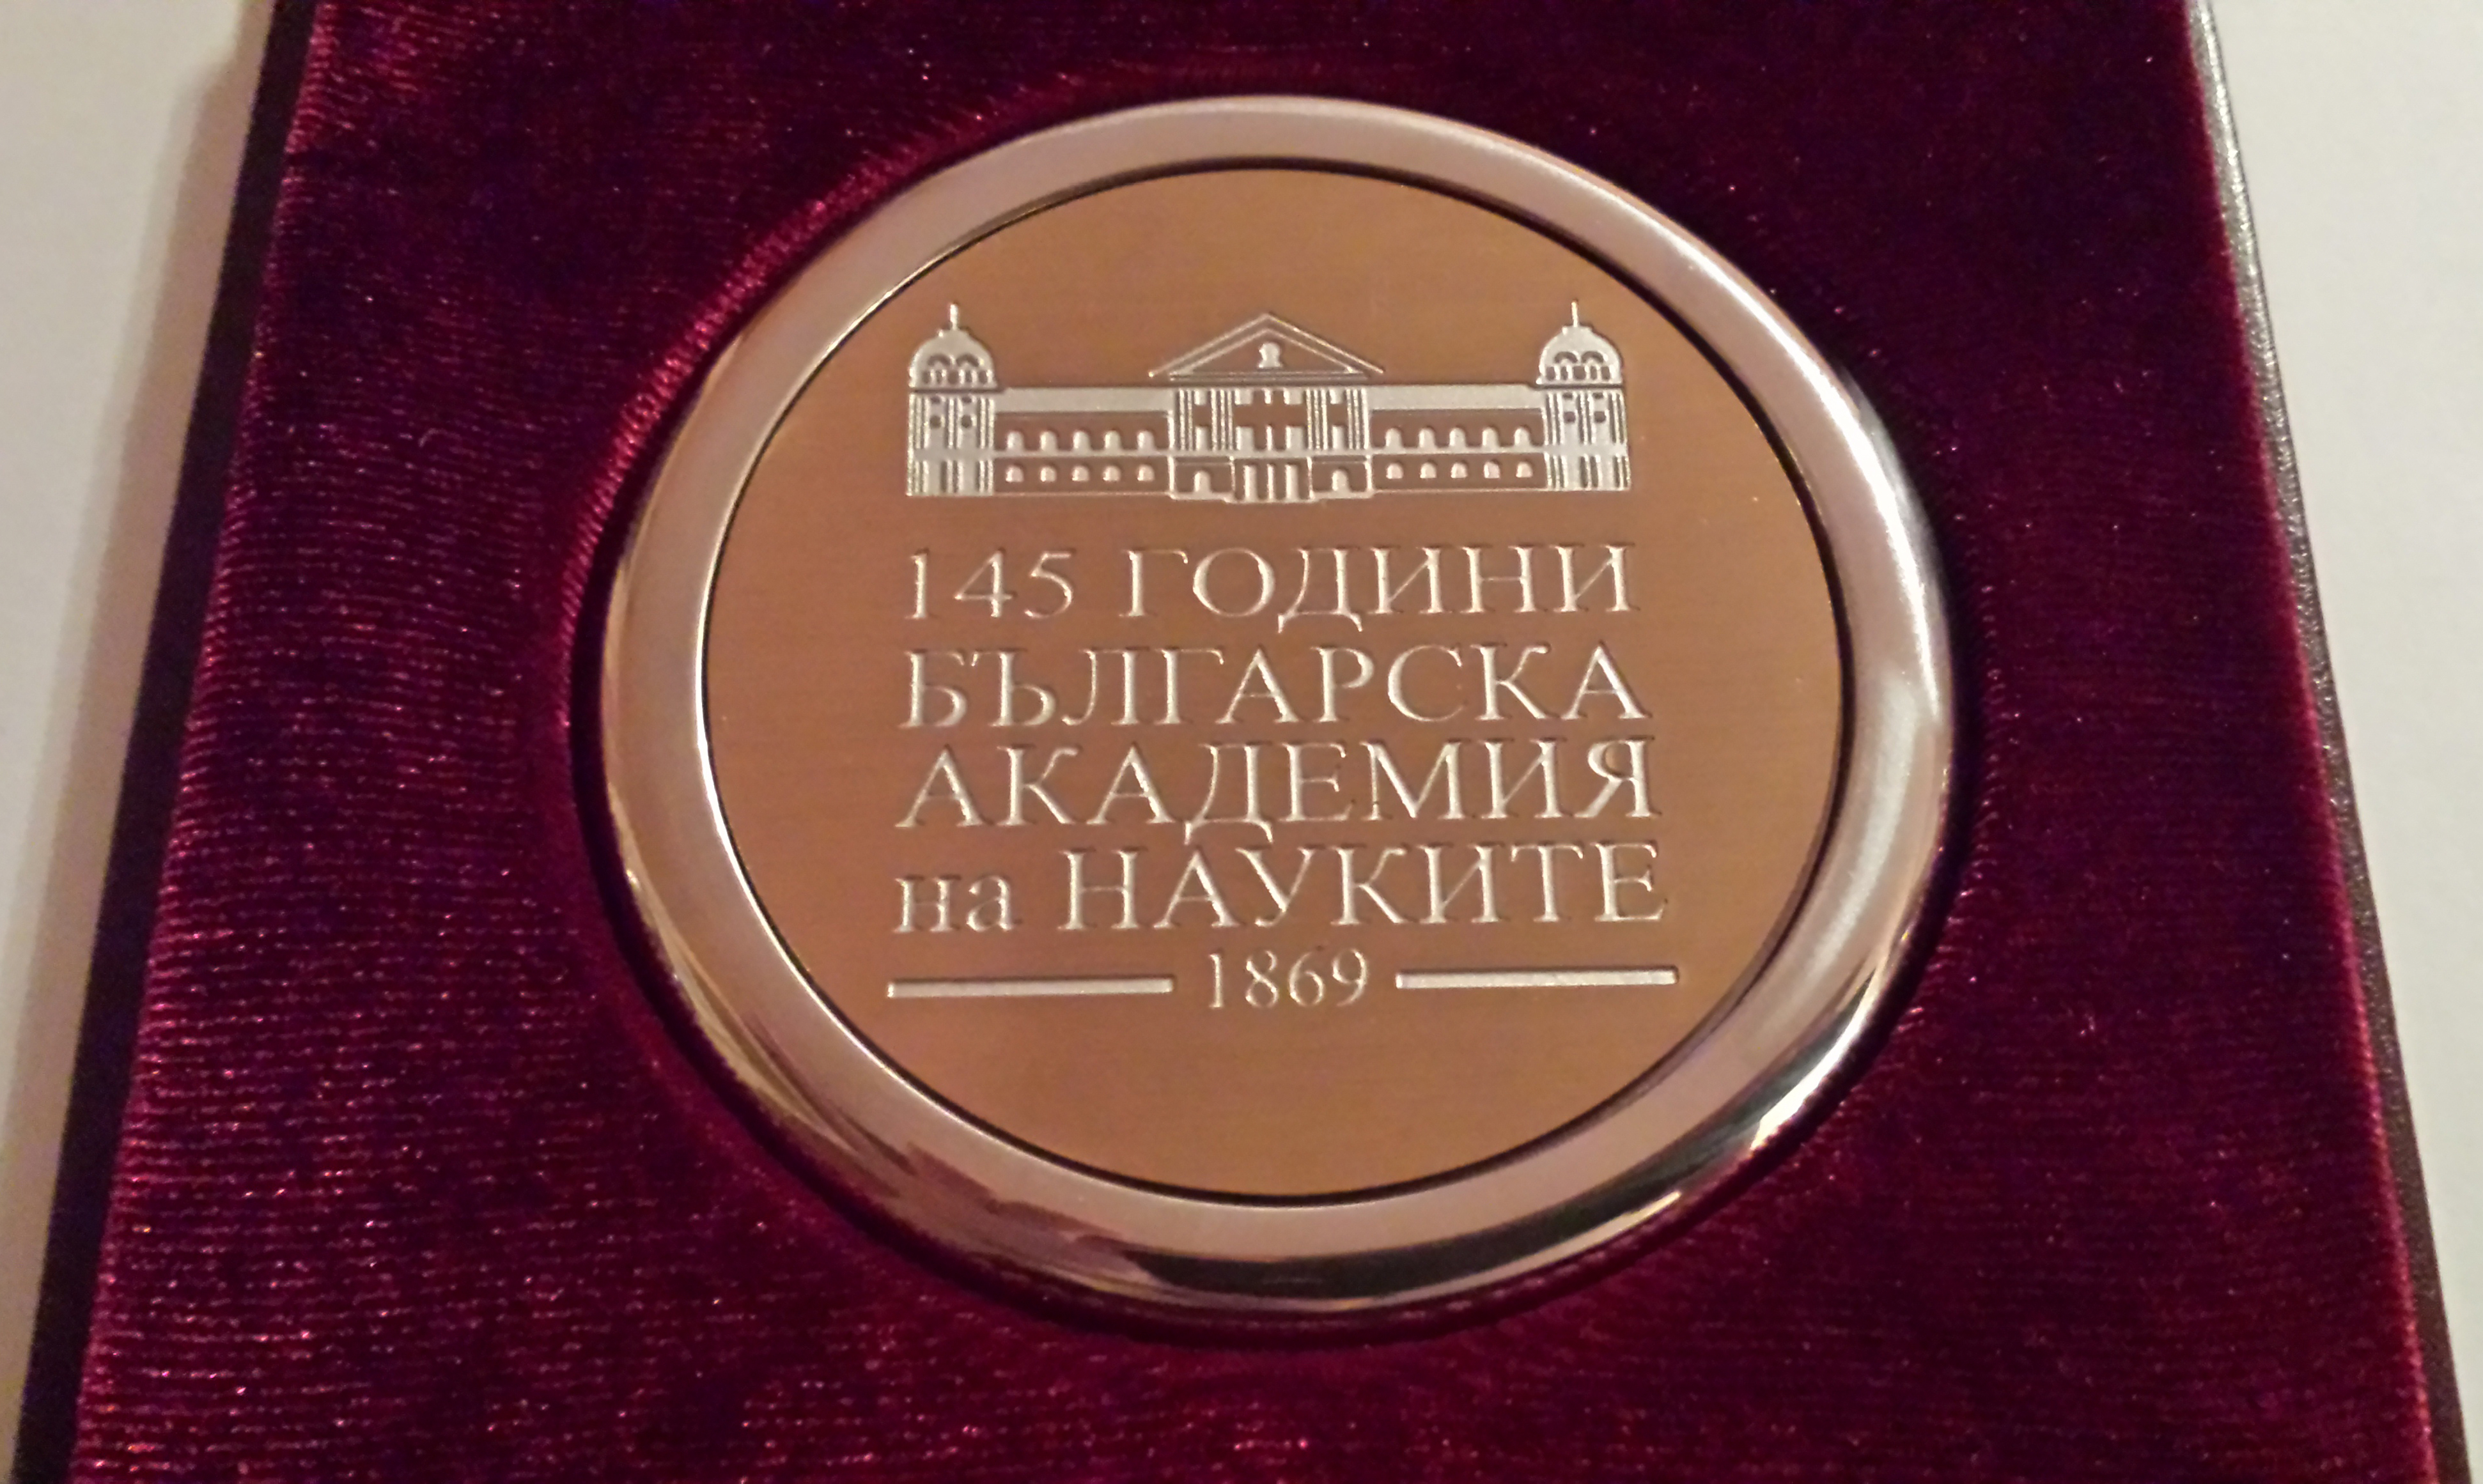 145 ГОДИНИ
БЪЛГАРСКА
АКАДЕМИЯ
на НАУКИТЕ
1869